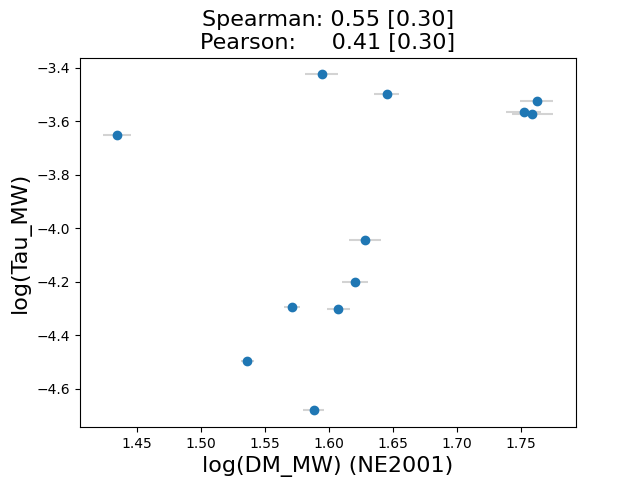 Spearman: 0.55 [0.30]
Pearson: 0.41 [0.30]
−3.4
−3.6
−3.8
−4.0
−4.2
−4.4
−4.6
log(Tau_MW)
1.45 1.50 1.55 1.60 1.65 1.70 1.75
log(DM_MW) (NE2001)